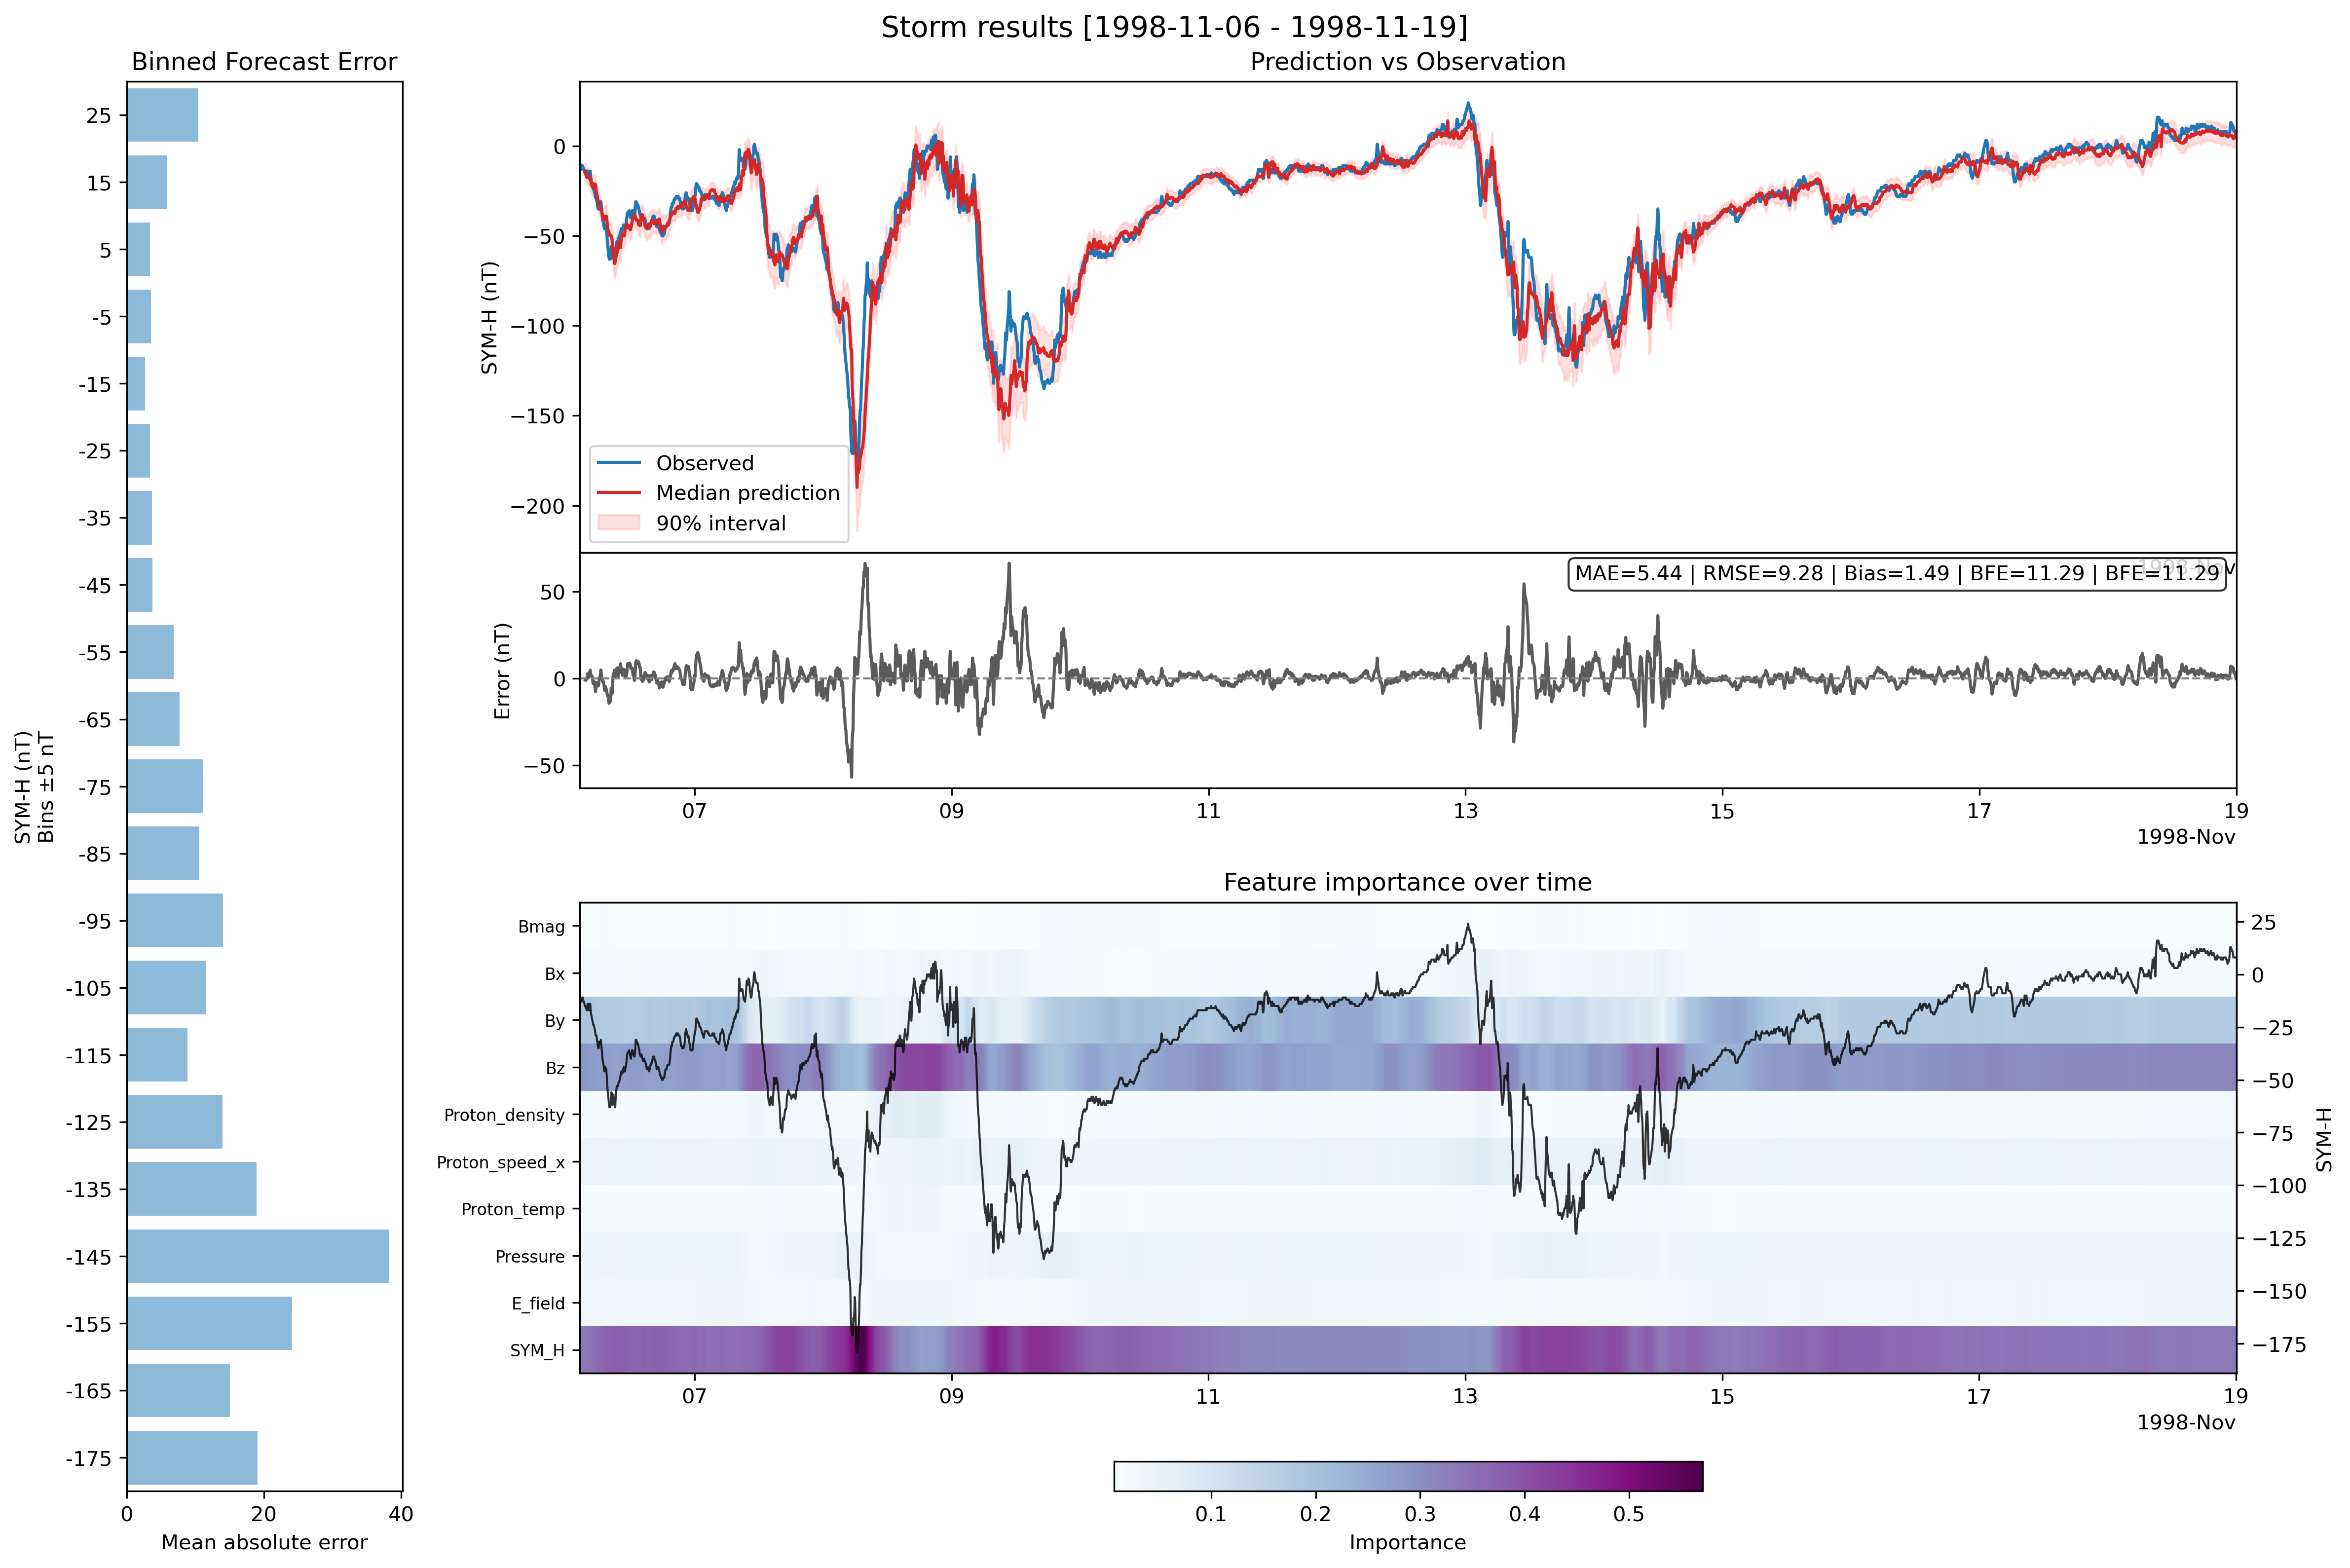 Storm results [1998-11-06 - 1998-11-19]
Binned Forecast Error
25
15
5
-5
-15
-25
-35
-45
-55
-65
-75
-85
-95
-105
-115
-125
-135
-145
-155
-165
-175
SYM-H (nT)
Bins ±5 nT
0 20 40
Mean absolute error
Prediction vs Observation
0
−50
−100
−150
−200
SYM-H (nT)
Observed
Median prediction
90% interval
1998-Nov
MAE=5.44 | RMSE=9.28 | Bias=1.49 | BFE=11.29 | BFE=11.29
50
0
−50
Error (nT)
07 09 11 13 15 17 19
1998-Nov
Feature importance over time
Bmag
Bx
By
Bz
Proton_density
Proton_speed_x
Proton_temp
Pressure
E_field
SYM_H
25
0
−25
−50
−75
−100
−125
−150
−175
SYM-H
07 09 11 13 15 17 19
1998-Nov
0.1 0.2 0.3 0.4 0.5
Importance